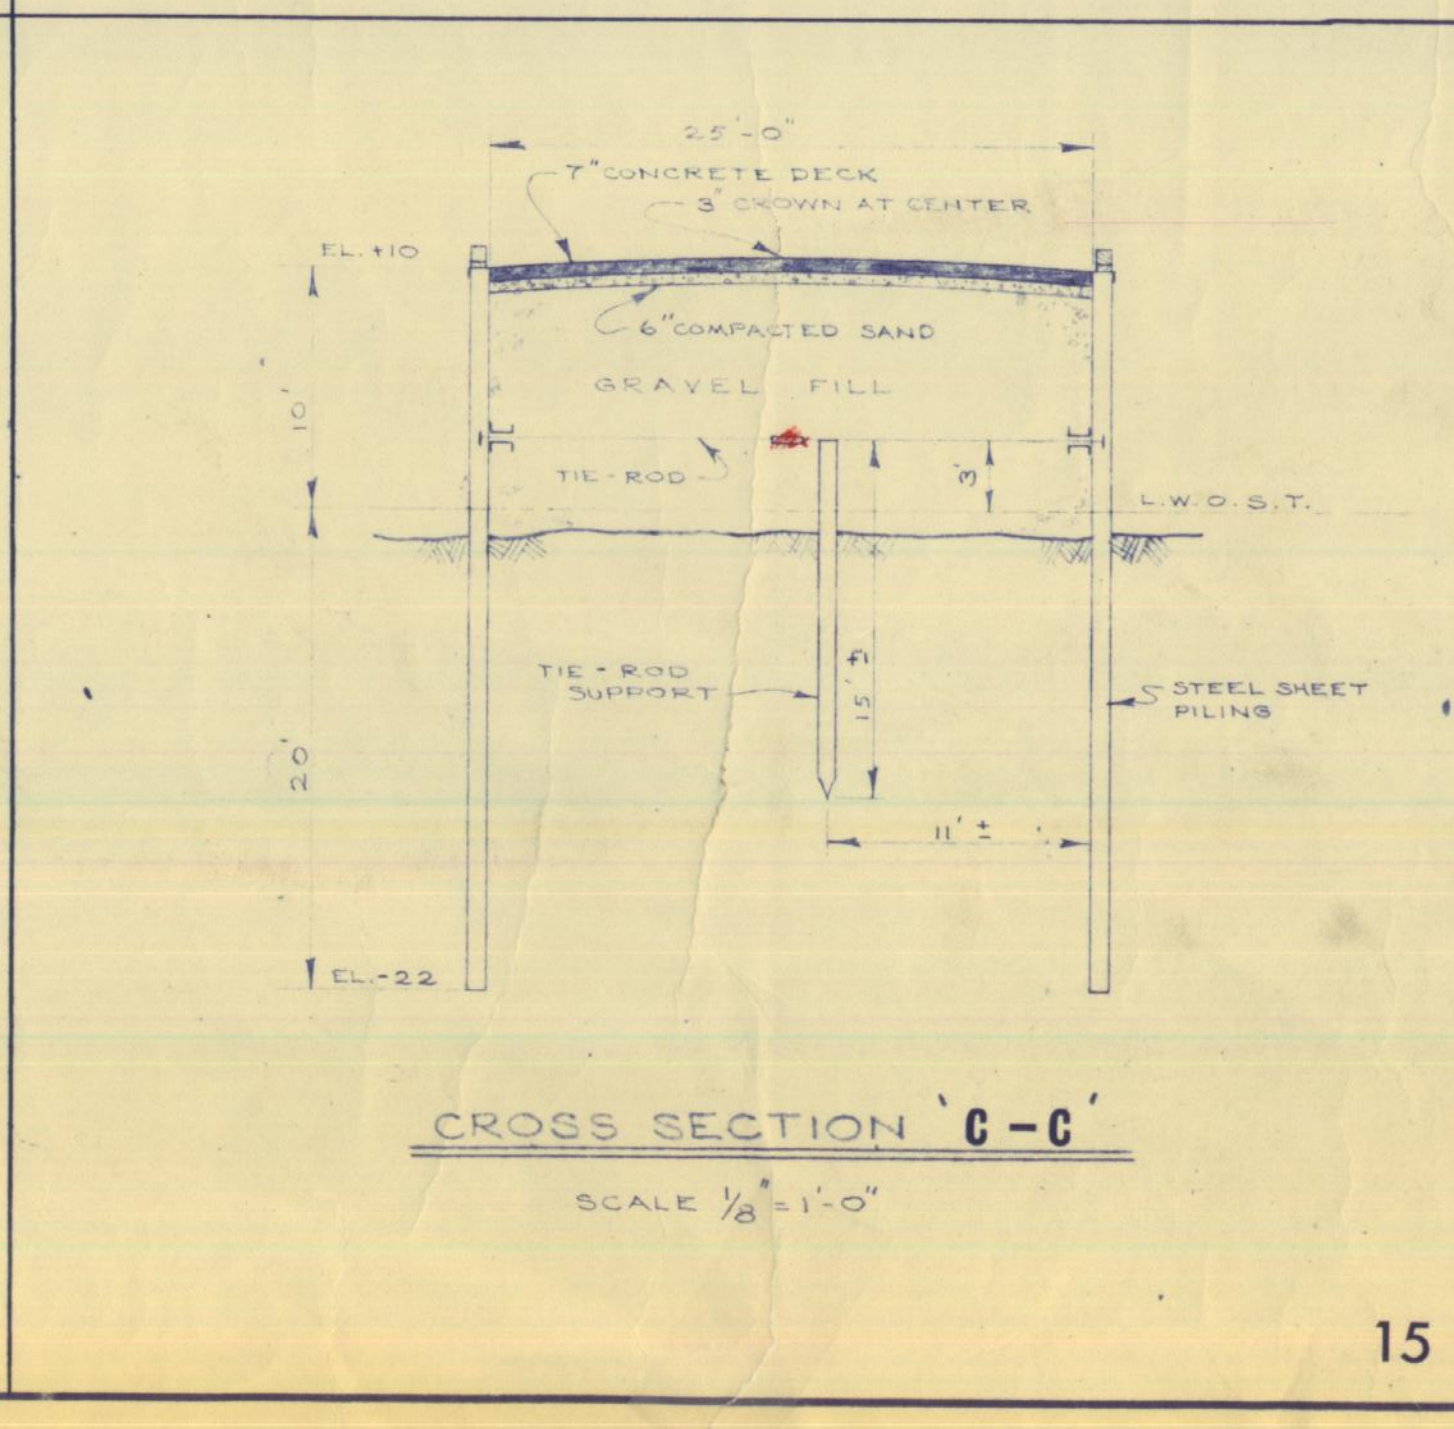 25'-0"
7" CONCRETE DECK
3" CROWN AT CENTER
EL. +10
6" COMPACTED SAND
GRAVEL FILL
10'
TIE-ROD
3'
L.W.O.S.T.
TIE-ROD
SUPPORT
15' ±
STEEL SHEET
PILING
20'
11' ±
EL.-22
CROSS SECTION 'C-C'
SCALE 1/8" = 1'-0"
15